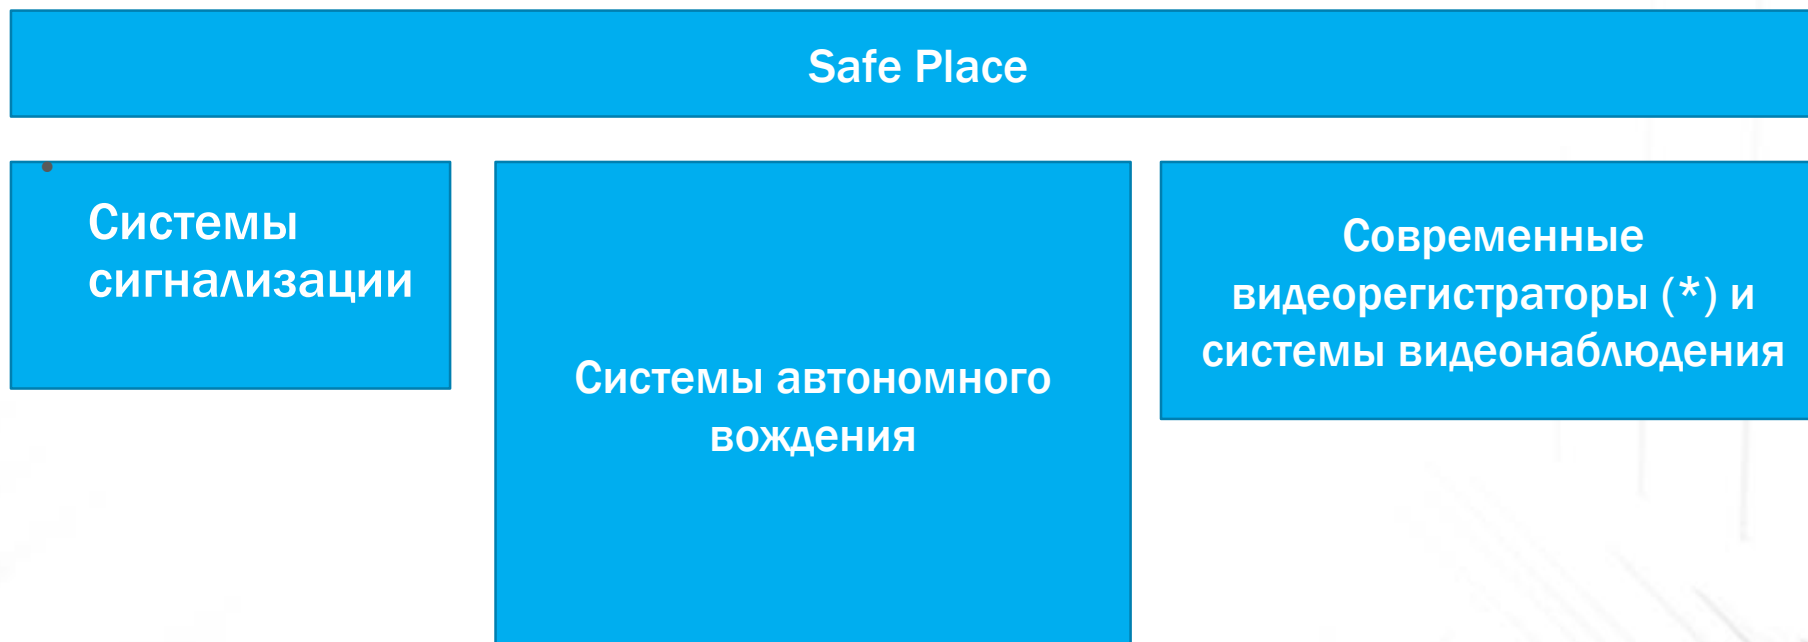 Safe Place
Системы
сигнализации
Системы автономного
вождения
Современные
видеорегистраторы (*) и
системы видеонаблюдения